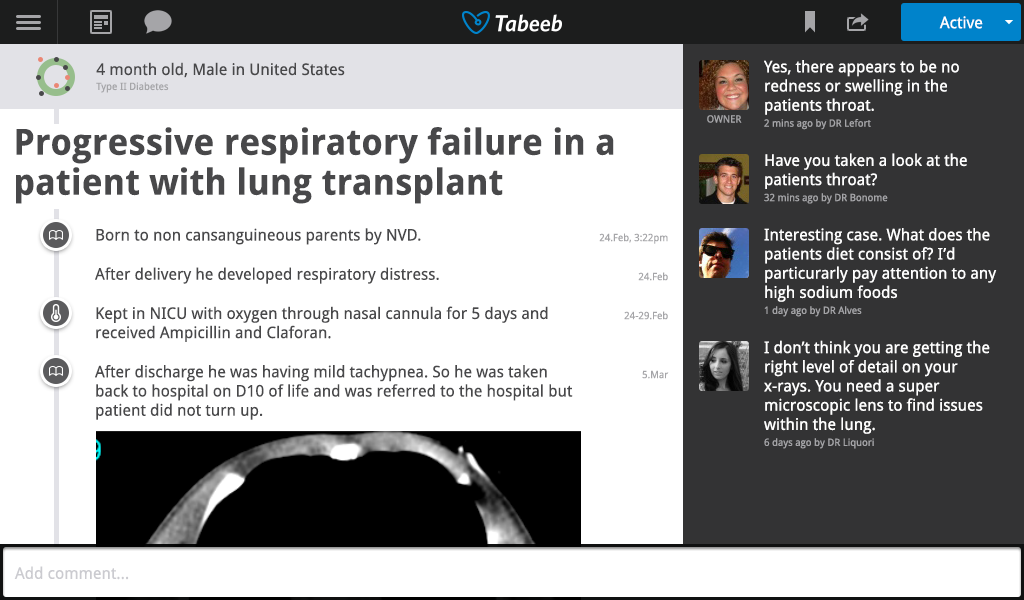 Tabeeb
Active
4 month old, Male in United States
Type II Diabetes
Progressive respiratory failure in a
patient with lung transplant
Born to non cansanguineous parents by NVD.
24.Feb, 3:22pm
After delivery he developed respiratory distress.
24.Feb
Kept in NICU with oxygen through nasal cannula for 5 days and
received Ampicillin and Claforan.
24-29.Feb
After discharge he was having mild tachypnea. So he was taken
back to hospital on D10 of life and was referred to the hospital but
patient did not turn up.
5.Mar
Yes, there appears to be no
redness or swelling in the
patients throat.
2 mins ago by DR Lefort
OWNER
Have you taken a look at the
patients throat?
32 mins ago by DR Bonome
Interesting case. What does the
patients diet consist of? I'd
particurarly pay attention to any
high sodium foods
1 day ago by DR Alves
I don't think you are getting the
right level of detail on your
x-rays. You need a super
microscopic lens to find issues
within the lung.
6 days ago by DR Liquori
Add comment...